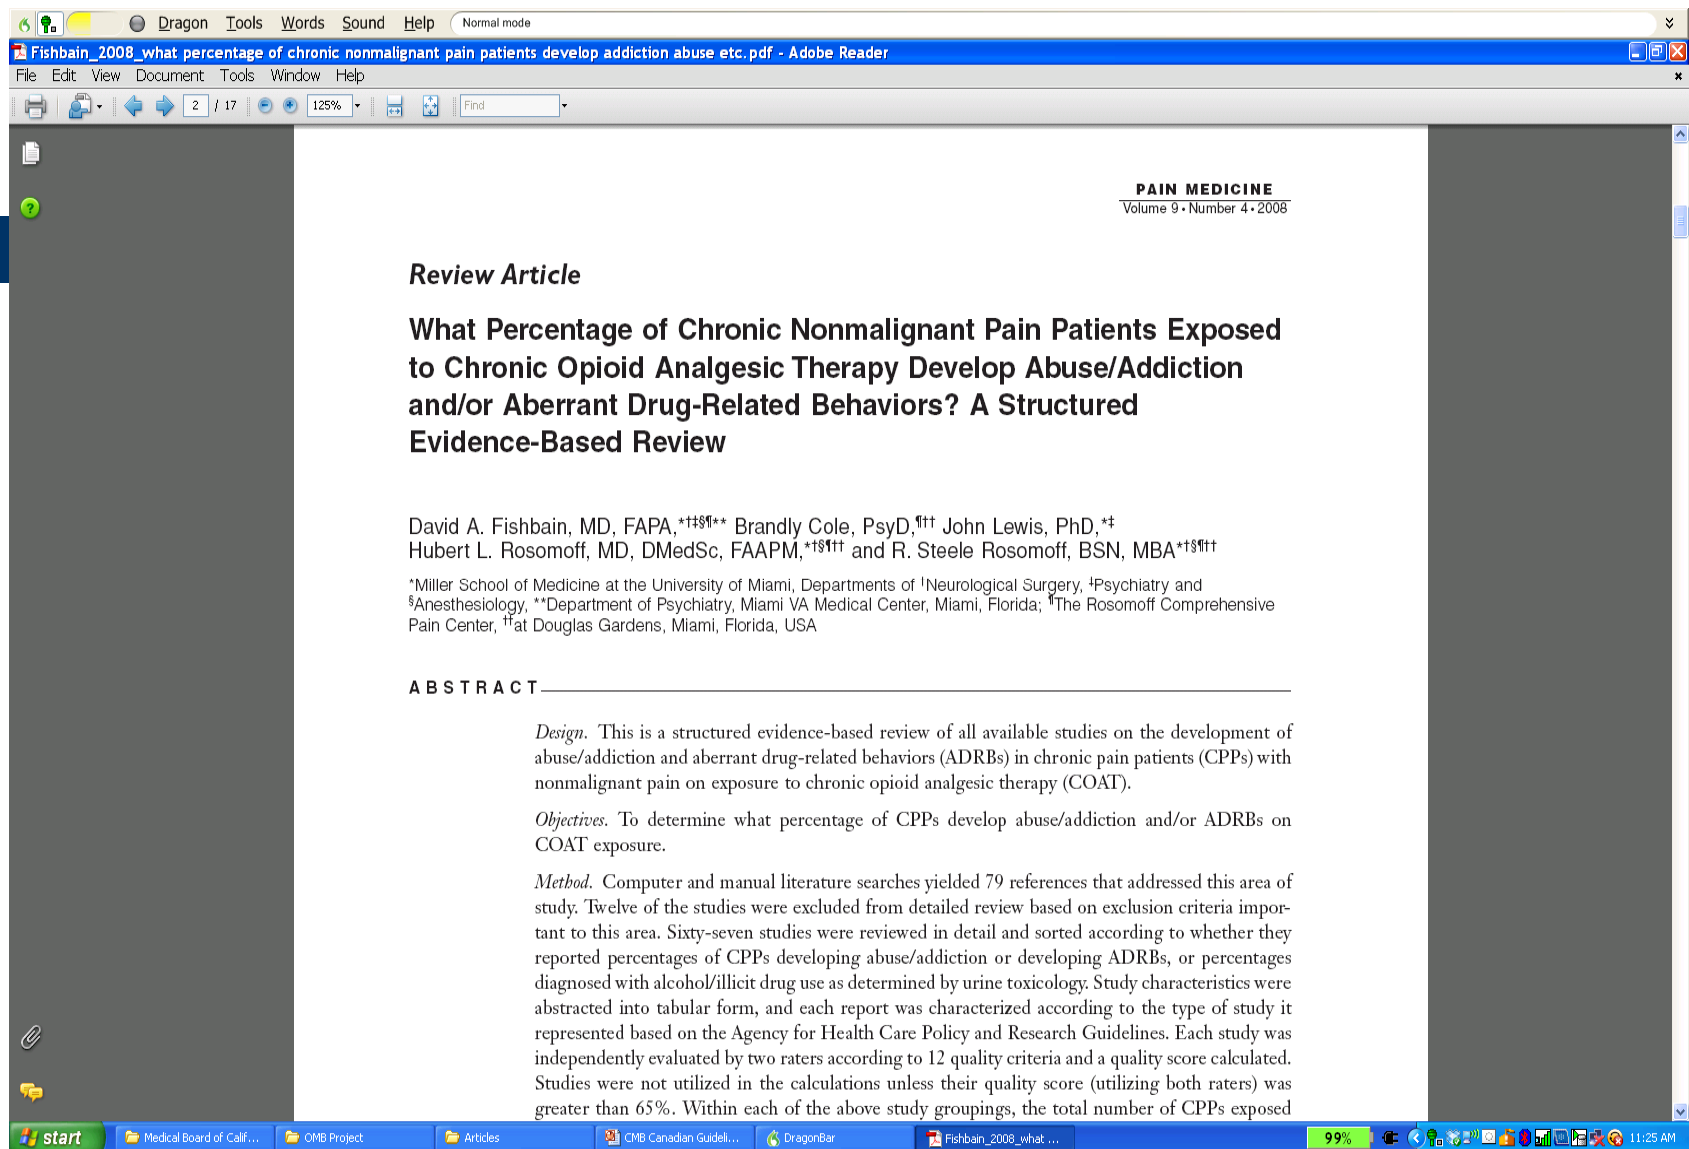 Dragon Tools Words Sound Help Normal mode
Fishbain_2008_what percentage of chronic nonmalignant pain patients develop addiction abuse etc.pdf - Adobe Reader
File Edit View Document Tools Window Help
2 / 17 125% Find
PAIN MEDICINE
Volume 9 • Number 4 • 2008
Review Article
What Percentage of Chronic Nonmalignant Pain Patients Exposed
to Chronic Opioid Analgesic Therapy Develop Abuse/Addiction
and/or Aberrant Drug-Related Behaviors? A Structured
Evidence-Based Review
David A. Fishbain, MD, FAPA,*†‡§¶** Brandly Cole, PsyD,¶†† John Lewis, PhD,*‡
Hubert L. Rosomoff, MD, DMedSc, FAAPM,*†§¶†† and R. Steele Rosomoff, BSN, MBA*†§¶††
*Miller School of Medicine at the University of Miami, Departments of †Neurological Surgery, ‡Psychiatry and
§Anesthesiology, **Department of Psychiatry, Miami VA Medical Center, Miami, Florida; ¶The Rosomoff Comprehensive
Pain Center, ††at Douglas Gardens, Miami, Florida, USA
ABSTRACT
Design. This is a structured evidence-based review of all available studies on the development of
abuse/addiction and aberrant drug-related behaviors (ADRBs) in chronic pain patients (CPPs) with
nonmalignant pain on exposure to chronic opioid analgesic therapy (COAT).
Objectives. To determine what percentage of CPPs develop abuse/addiction and/or ADRBs on
COAT exposure.
Method. Computer and manual literature searches yielded 79 references that addressed this area of
study. Twelve of the studies were excluded from detailed review based on exclusion criteria impor-
tant to this area. Sixty-seven studies were reviewed in detail and sorted according to whether they
reported percentages of CPPs developing abuse/addiction or developing ADRBs, or percentages
diagnosed with alcohol/illicit drug use as determined by urine toxicology. Study characteristics were
abstracted into tabular form, and each report was characterized according to the type of study it
represented based on the Agency for Health Care Policy and Research Guidelines. Each study was
independently evaluated by two raters according to 12 quality criteria and a quality score calculated.
Studies were not utilized in the calculations unless their quality score (utilizing both raters) was
greater than 65%. Within each of the above study groupings, the total number of CPPs exposed
start Medical Board of Calif... OMB Project Articles CMB Canadian Guideli... DragonBar Fishbain_2008_what ... 99% 11:25 AM